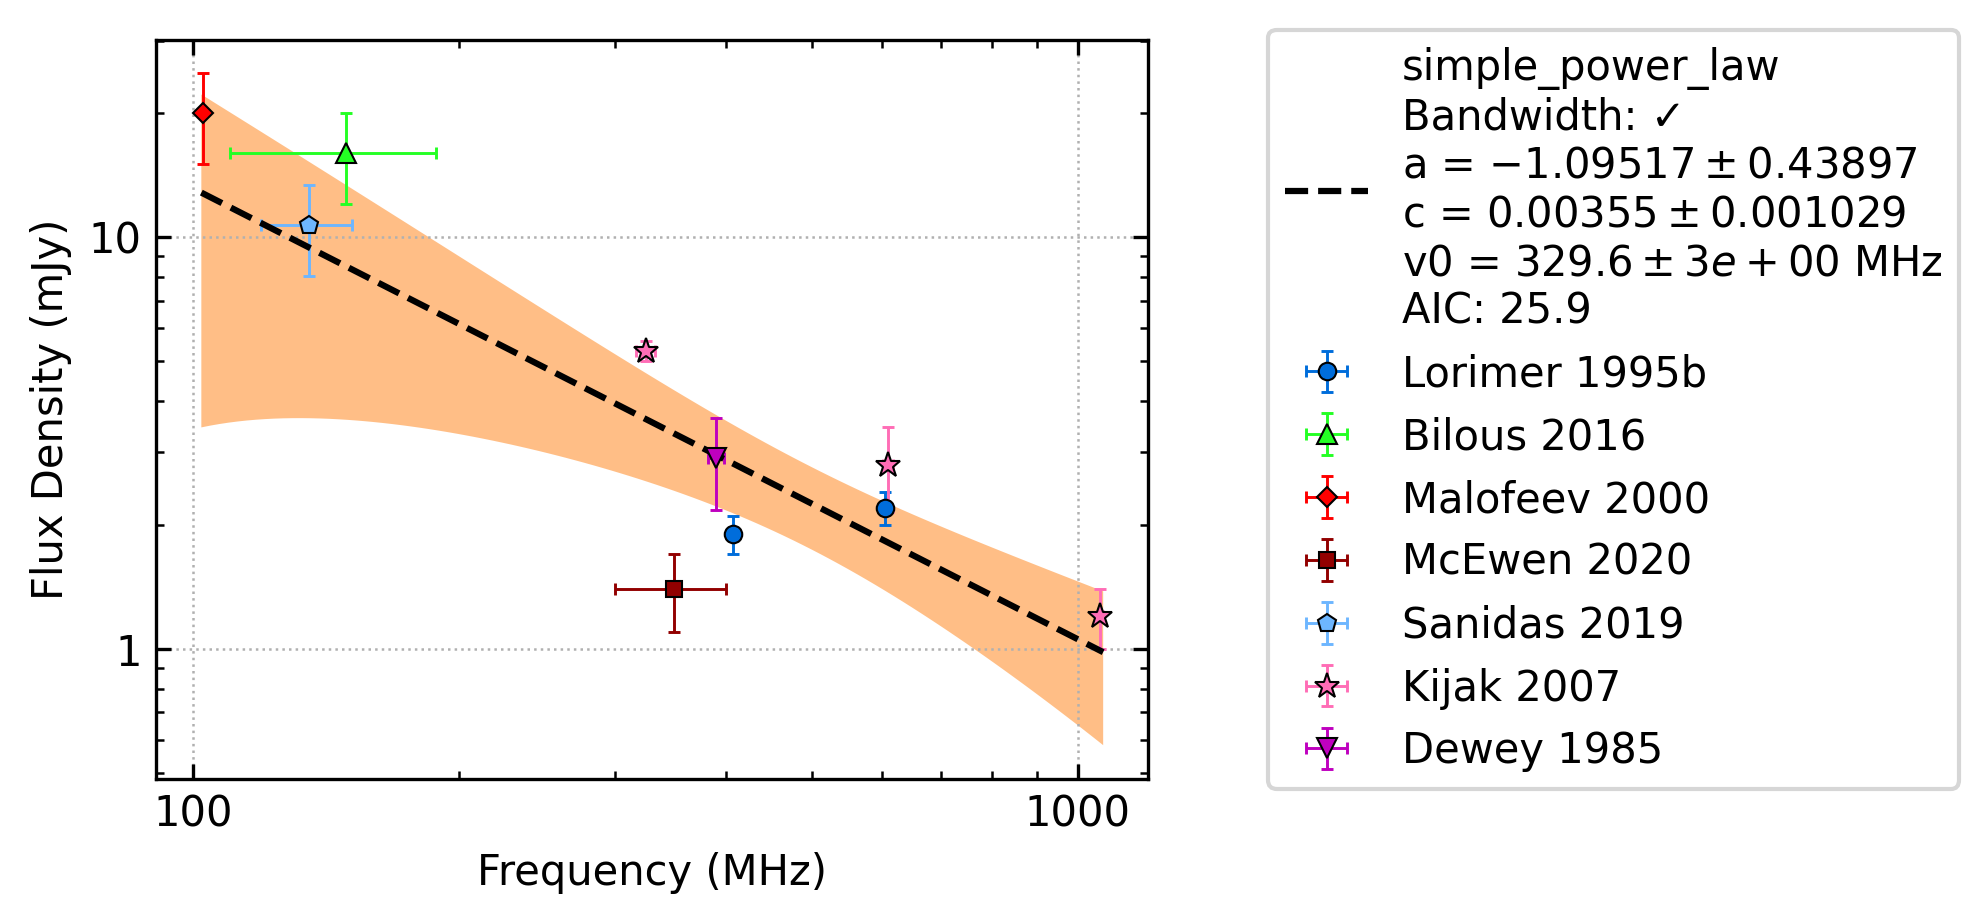 Flux Density (mJy)
10
1
100
1000
Frequency (MHz)
simple_power_law
Bandwidth: ✓
a = −1.09517 ± 0.43897
c = 0.00355 ± 0.001029
v0 = 329.6 ± 3e + 00 MHz
AIC: 25.9
Lorimer 1995b
Bilous 2016
Malofeev 2000
McEwen 2020
Sanidas 2019
Kijak 2007
Dewey 1985